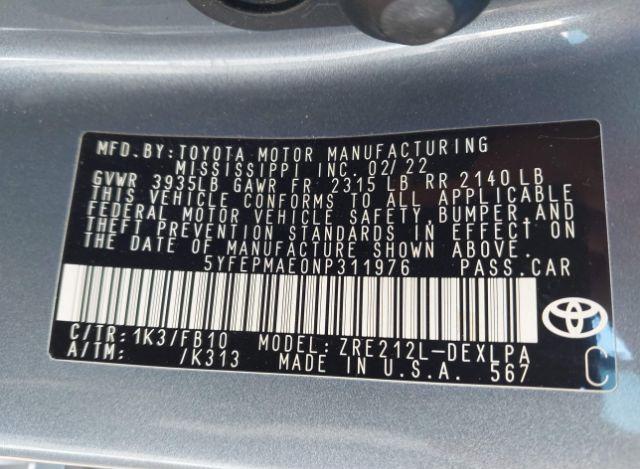 MFD.BY:TOYOTA MOTOR MANUFACTURING
MISSISSIPPI INC. 02/22
GVWR 3935LB GAWR FR 2315 LB RR 2140 LB
THIS VEHICLE CONFORMS TO ALL APPLICABLE
FEDERAL MOTOR VEHICLE SAFETY, BUMPER, AND
THEFT PREVENTION STANDARDS IN EFFECT ON
THE DATE OF MANUFACTURE SHOWN ABOVE.
5YFEPMAE0NP311976 PASS.CAR
C/TR: 1K3/FB10 MODEL: ZRE212L-DEXLPA
A/TM: /K313 MADE IN U.S.A. 567
C